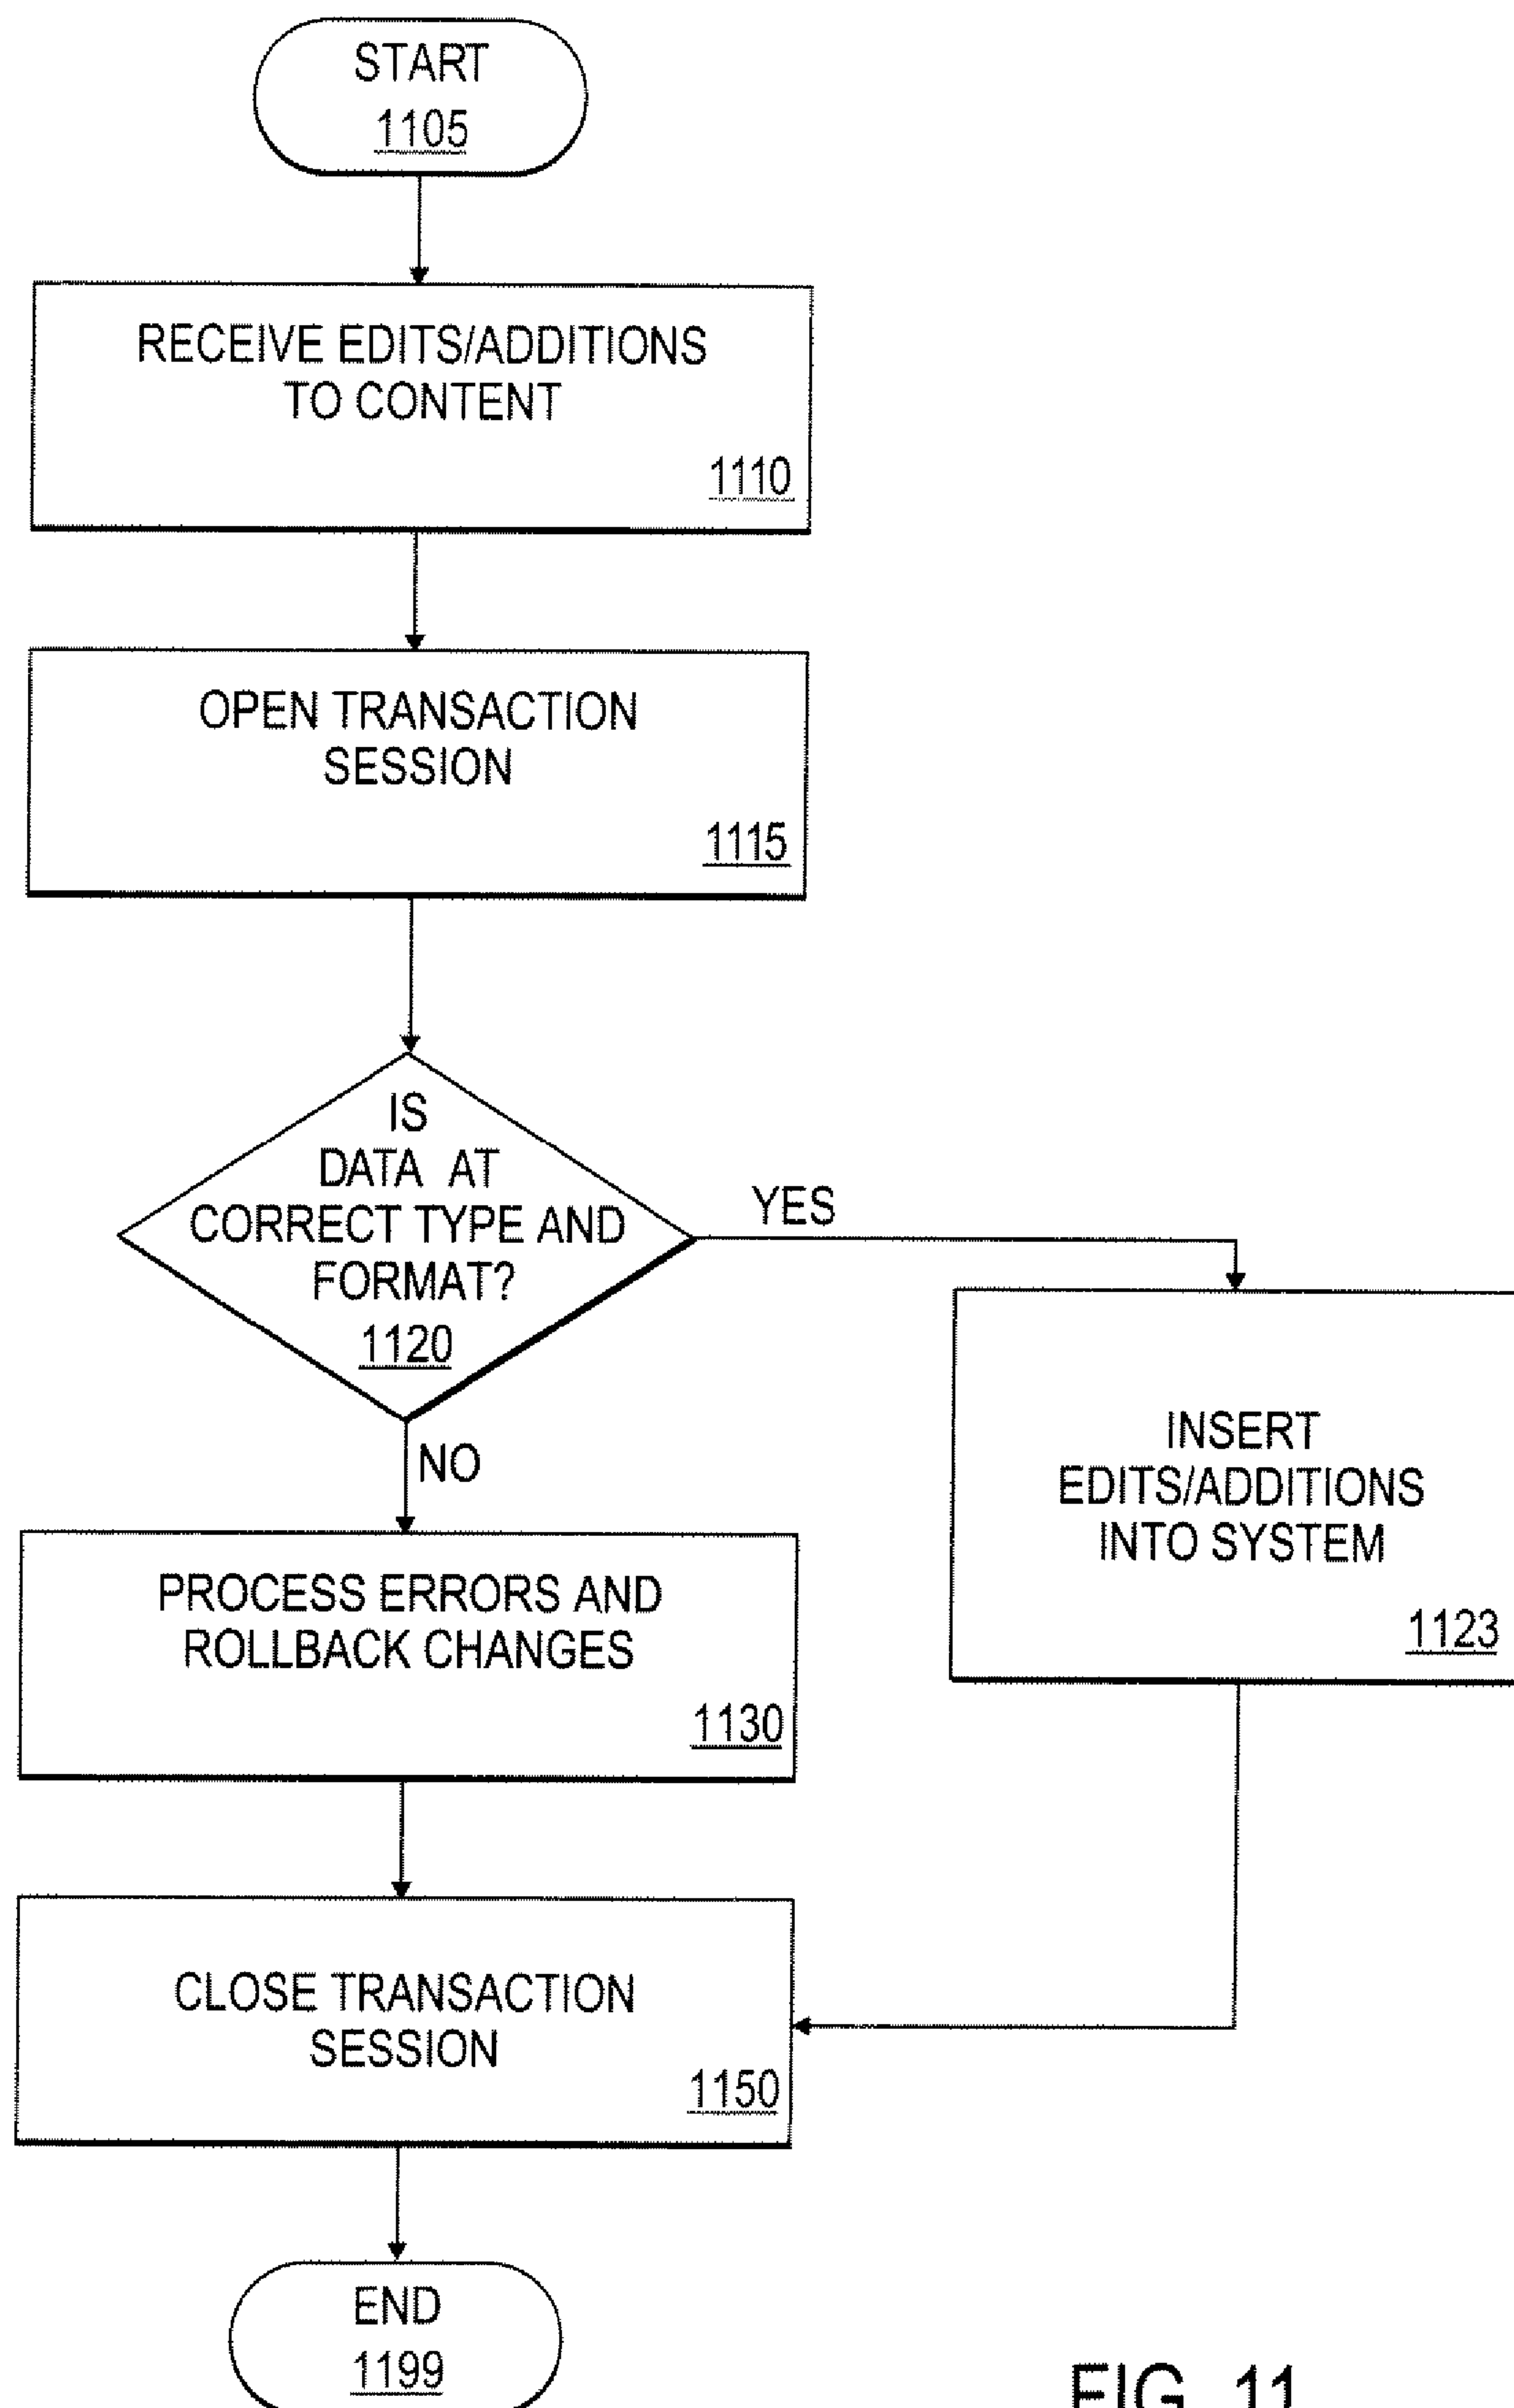 START
1105
RECEIVE EDITS/ADDITIONS
TO CONTENT
1110
OPEN TRANSACTION
SESSION
1115
IS
DATA AT
CORRECT TYPE AND
FORMAT?
1120
YES
NO
INSERT
EDITS/ADDITIONS
INTO SYSTEM
1123
PROCESS ERRORS AND
ROLLBACK CHANGES
1130
CLOSE TRANSACTION
SESSION
1150
END
1199
FIG. 11